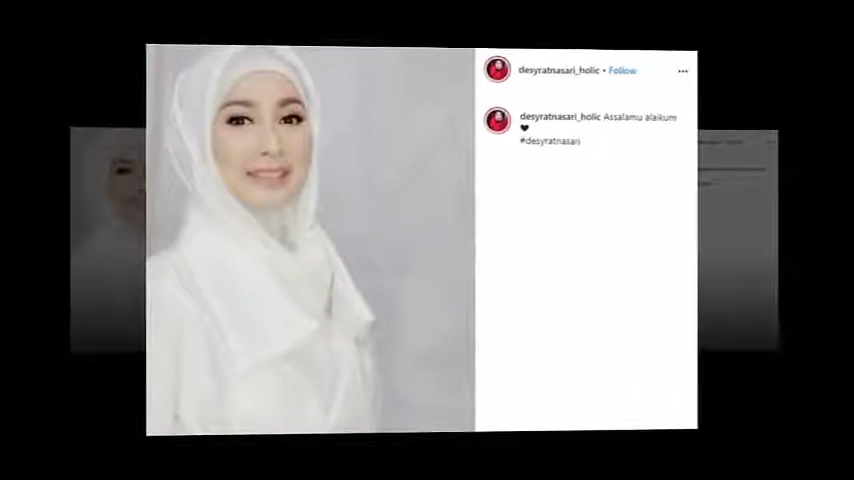 desyratnasari_holic • Follow
desyratnasari_holic Assalamu alaikum
🖤
#desyratnasari